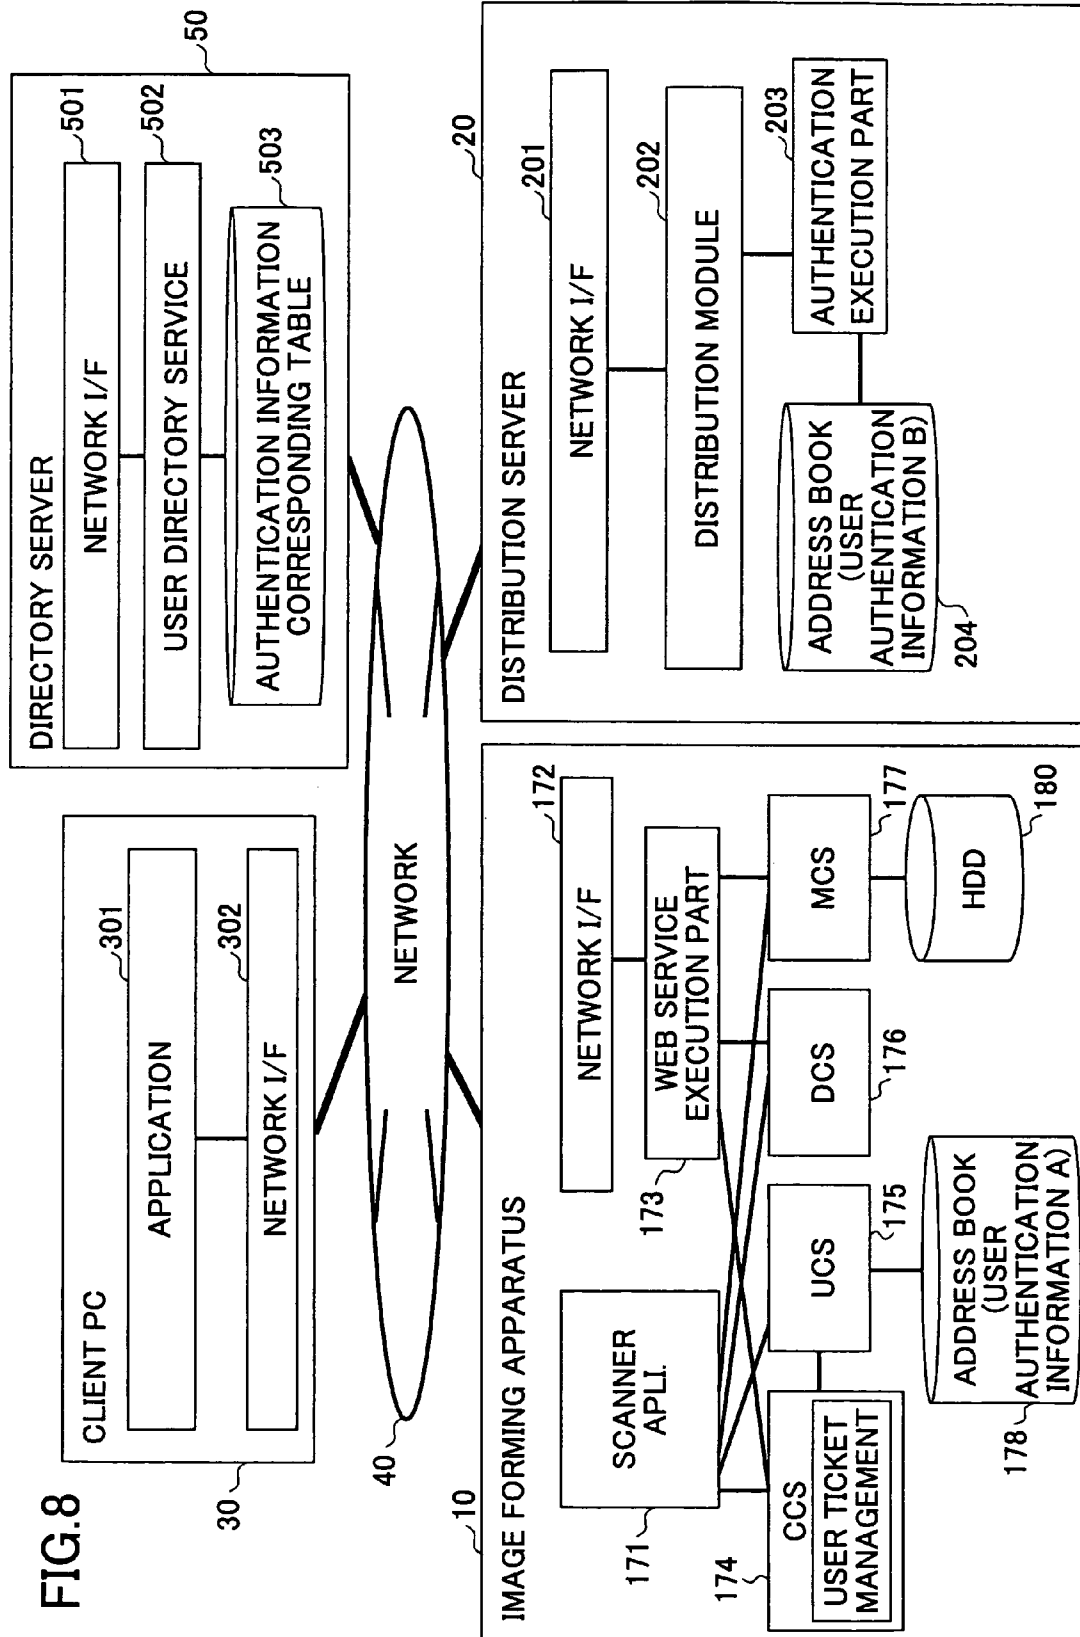 FIG.8
CLIENT PC
30
APPLICATION
301
NETWORK I/F
302
DIRECTORY SERVER
50
NETWORK I/F
501
USER DIRECTORY SERVICE
502
AUTHENTICATION INFORMATION
CORRESPONDING TABLE
503
NETWORK
40
IMAGE FORMING APPARATUS
10
SCANNER
APLI.
171
NETWORK I/F
172
WEB SERVICE
EXECUTION PART
173
CCS
USER TICKET
MANAGEMENT
174
UCS
175
DCS
176
MCS
177
ADDRESS BOOK
(USER
AUTHENTICATION
INFORMATION A)
178
HDD
180
DISTRIBUTION SERVER
20
NETWORK I/F
201
DISTRIBUTION MODULE
202
AUTHENTICATION
EXECUTION PART
203
ADDRESS BOOK
(USER
AUTHENTICATION
INFORMATION B)
204